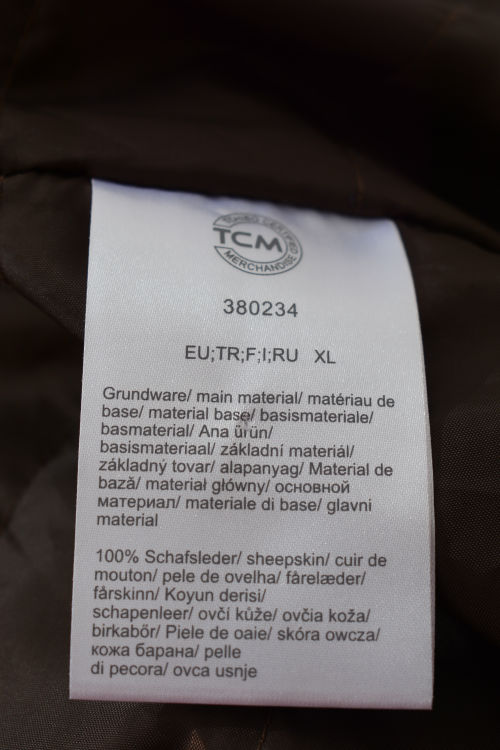 TCM
MERCHANDISE
380234
EU;TR;F;I;RU XL
Grundware/ main material/ matériau de
base/ material base/ basismateriale/
basmaterial/ Ana ürün/
basismateriaal/ základní materiál/
základný tovar/ alapanyag/ Material de
bază/ materiał główny/ основной
материал/ materiale di base/ glavni
material
100% Schafsleder/ sheepskin/ cuir de
mouton/ pele de ovelha/ fårelæder/
fårskinn/ Koyun derisi/
schapenleer/ ovčí kůže/ ovčia koža/
birkabőr/ Piele de oaie/ skóra owcza/
кожа барана/ pelle
di pecora/ ovca usnje